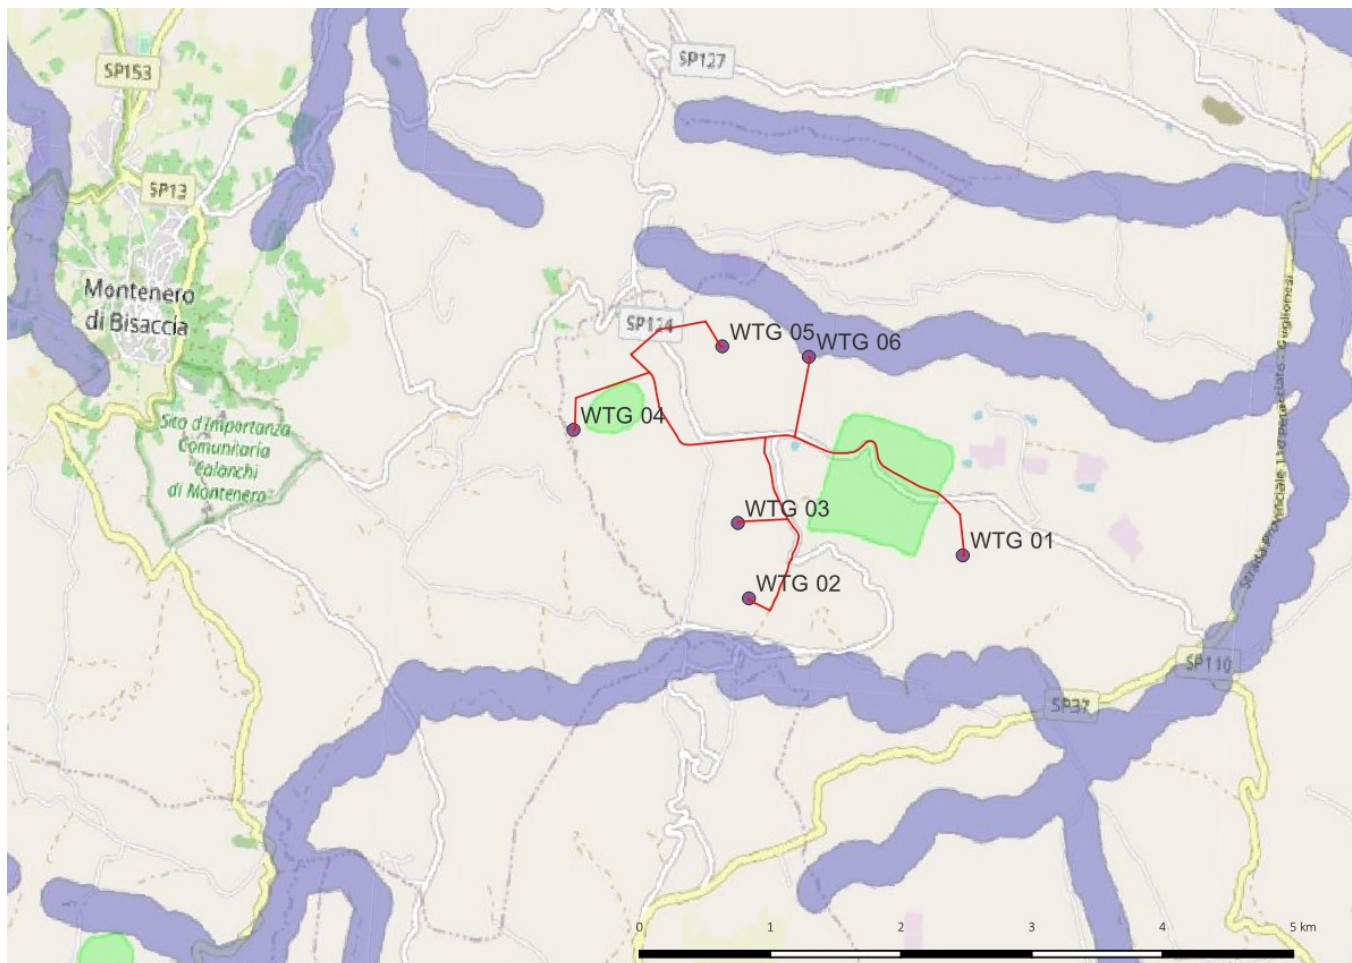 SP127
SP153
SP13
Montenero
di Bisaccia
SP124
WTG 05
WTG 06
WTG 04
Sito d'Importanza
Comunitaria
"Calanchi
di Montenero"
WTG 03
WTG 01
WTG 02
SP110
SP37
0 1 2 3 4 5 km